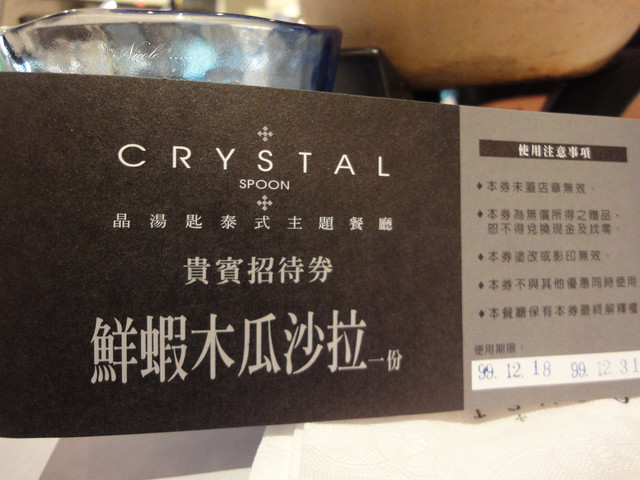 Nicole
CRYSTAL
SPOON
晶湯匙泰式主題餐廳
貴賓招待券
鮮蝦木瓜沙拉一份
使用注意事項
◆本券未蓋店章無效。
◆本券為無償所得之贈品,
恕不得兌換現金及找零。
◆本券塗改或影印無效。
◆本券不與其他優惠同時使用
◆本餐廳保有本券最終解釋權
使用期限:
99.12.18 99.12.31